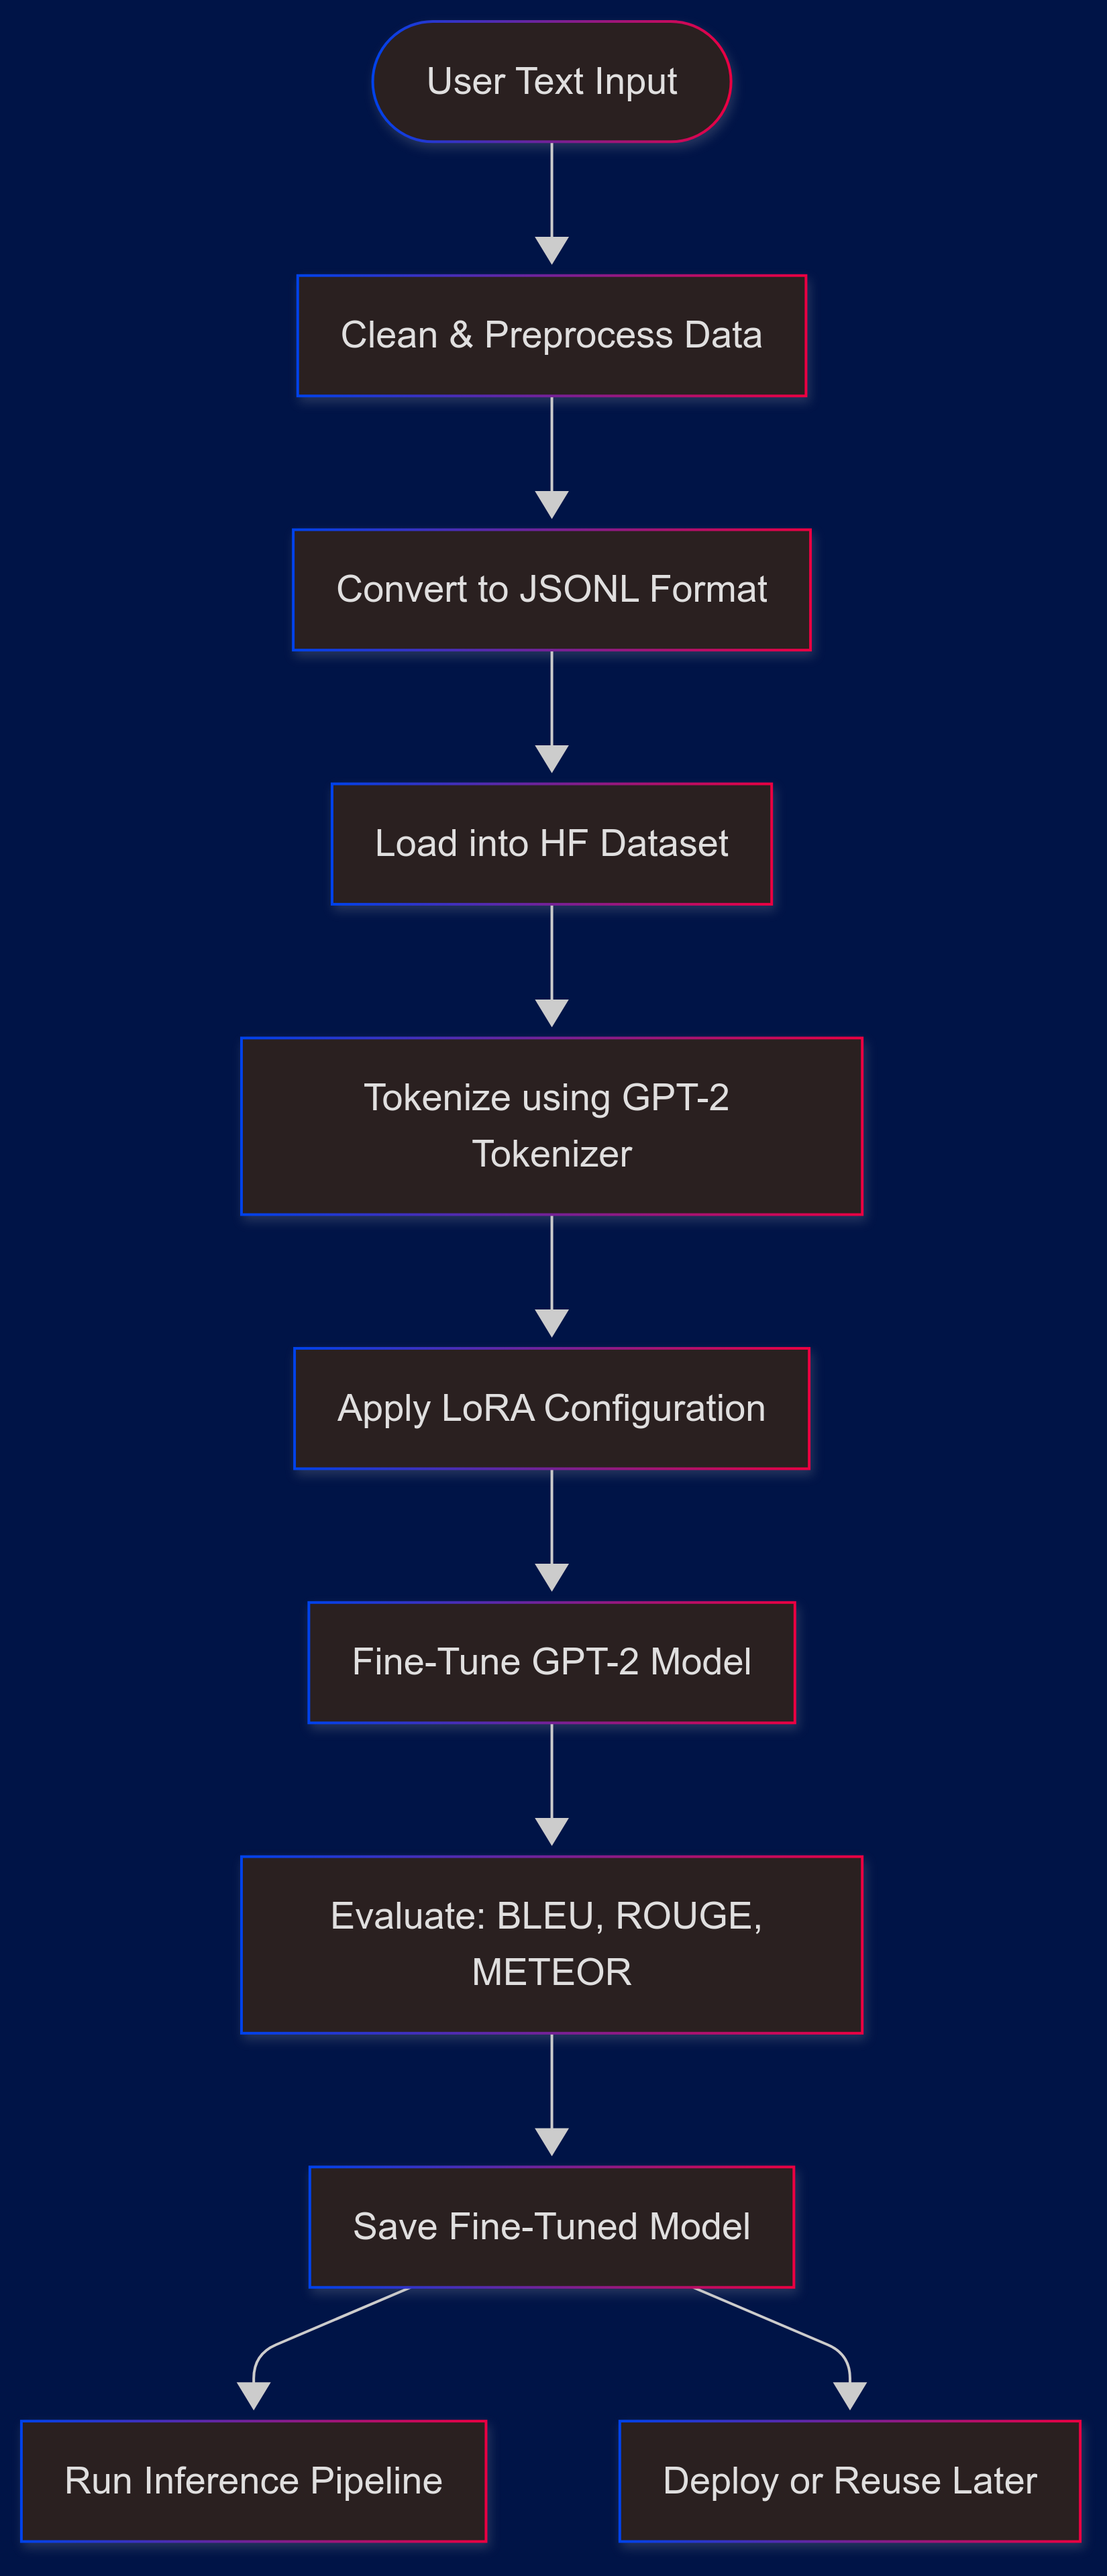 User Text Input
Clean & Preprocess Data
Convert to JSONL Format
Load into HF Dataset
Tokenize using GPT-2
Tokenizer
Apply LoRA Configuration
Fine-Tune GPT-2 Model
Evaluate: BLEU, ROUGE,
METEOR
Save Fine-Tuned Model
Run Inference Pipeline
Deploy or Reuse Later